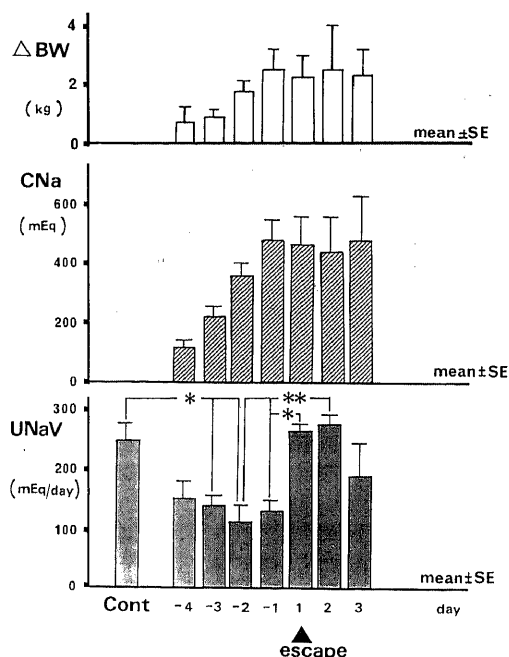 △ BW
(kg)
4
2
0
mean±SE
CNa
(mEq)
600
400
200
0
mean±SE
UNaV
(mEq/day)
300
200
100
0
* ** *
mean±SE
Cont -4 -3 -2 -1 1 2 3 day
▲
escape